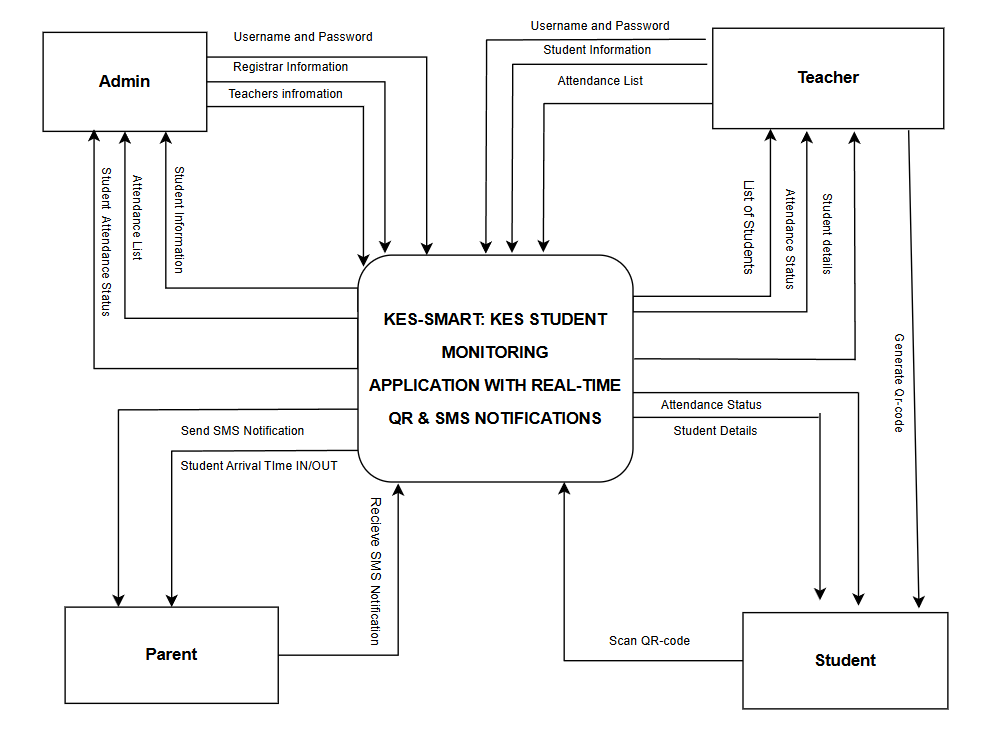 Username and Password
Registrar Information
Teachers infromation
Admin
Username and Password
Student Information
Attendance List
Teacher
Student Attendance Status
Attendance List
Student Information
List of Students
Attendance Status
Student details
Generate Qr-code
KES-SMART: KES STUDENT
MONITORING
APPLICATION WITH REAL-TIME
QR & SMS NOTIFICATIONS
Send SMS Notification
Student Arrival TIme IN/OUT
Attendance Status
Student Details
Recieve SMS Notification
Scan QR-code
Parent
Student